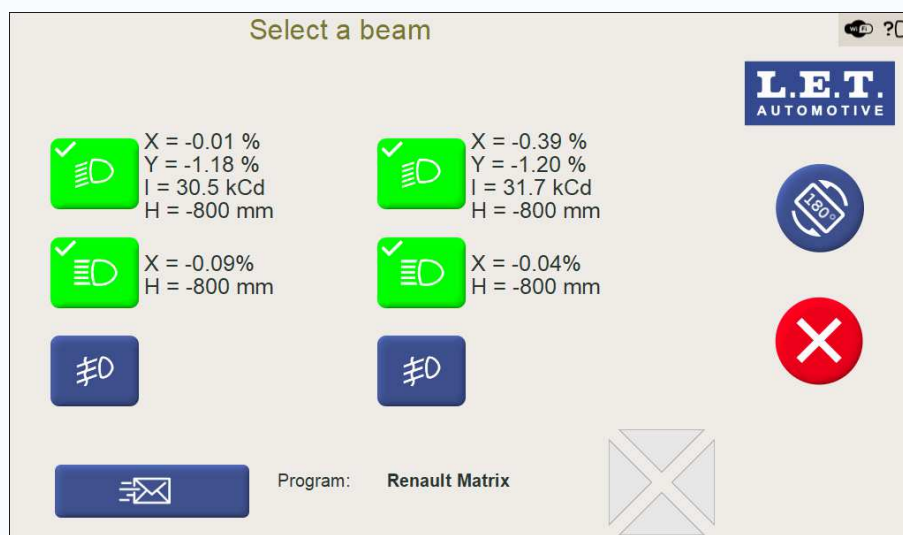 Select a beam
WiFi
?
L.E.T.
AUTOMOTIVE
X = -0.01 %
Y = -1.18 %
I = 30.5 kCd
H = -800 mm
X = -0.39 %
Y = -1.20 %
I = 31.7 kCd
H = -800 mm
180°
X = -0.09%
H = -800 mm
X = -0.04%
H = -800 mm
Program: Renault Matrix